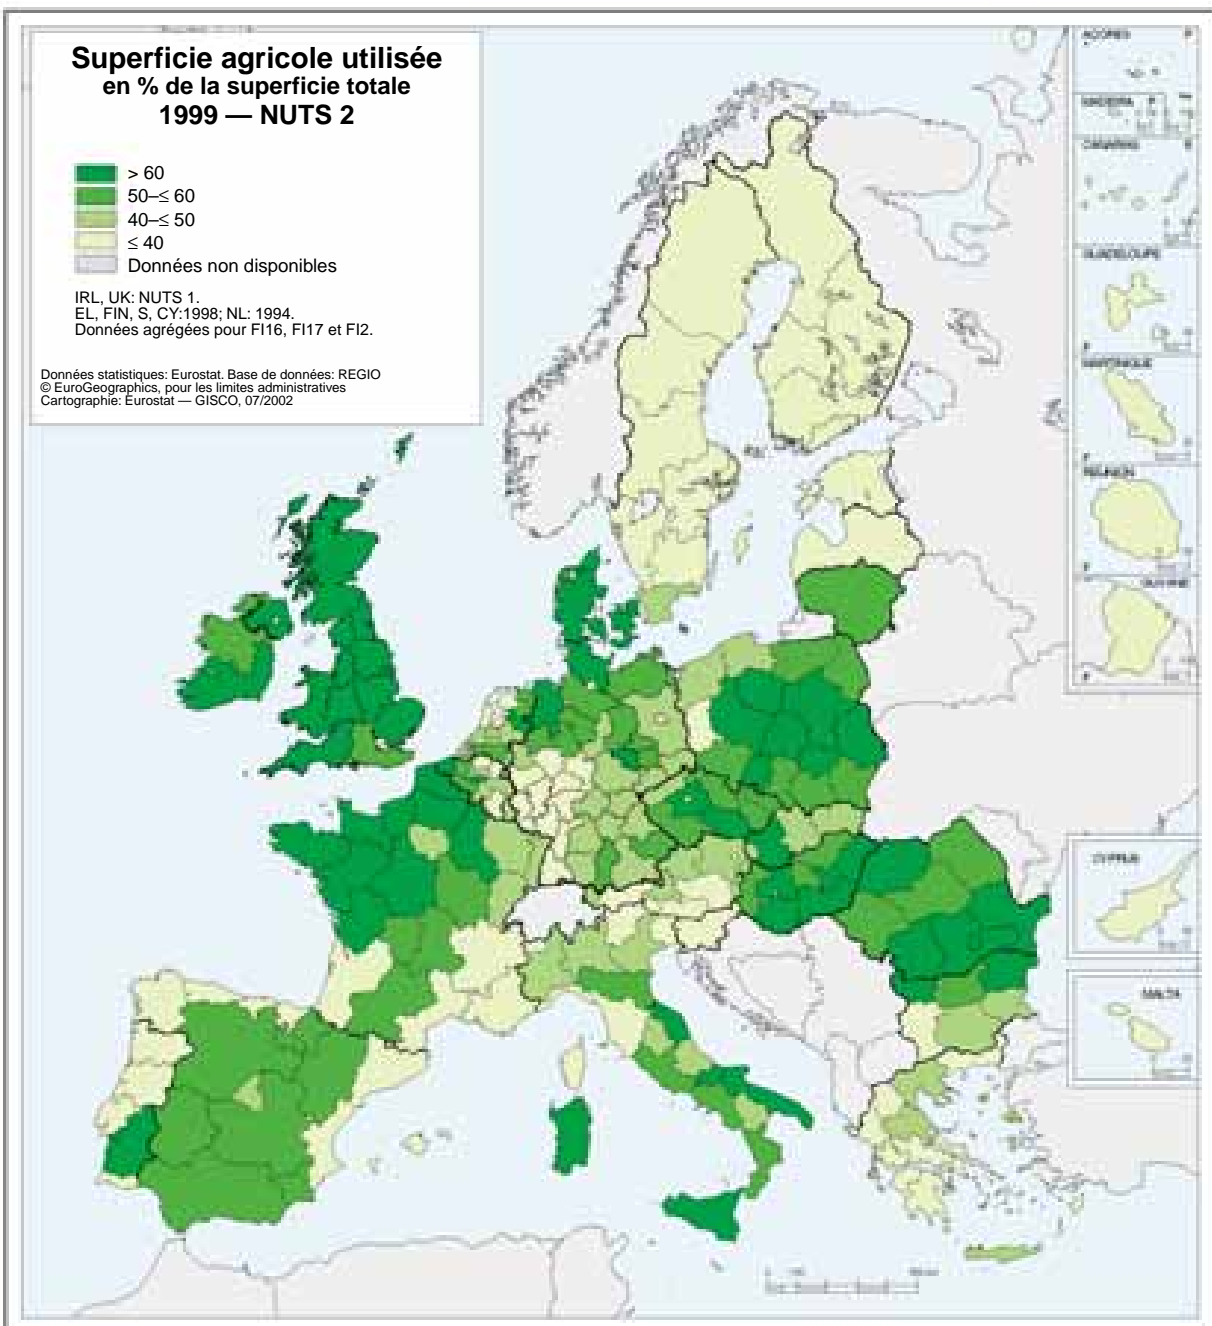 Superficie agricole utilisée
en % de la superficie totale
1999 — NUTS 2
> 60
50–≤ 60
40–≤ 50
≤ 40
Données non disponibles
IRL, UK: NUTS 1.
EL, FIN, S, CY:1998; NL: 1994.
Données agrégées pour FI16, FI17 et FI2.
Données statistiques: Eurostat. Base de données: REGIO
© EuroGeographics, pour les limites administratives
Cartographie: Eurostat — GISCO, 07/2002
AÇORES P
MADEIRA P
CANARIAS E
GUADELOUPE
F
MARTINIQUE
F
REUNION
F
GUYANE
F
CYPRUS
MALTA